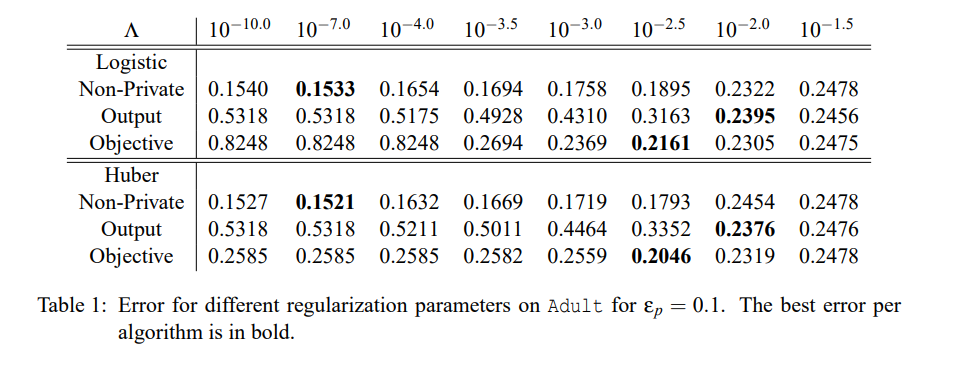 Λ 10^−10.0 10^−7.0 10^−4.0 10^−3.5 10^−3.0 10^−2.5 10^−2.0 10^−1.5
Logistic
Non-Private 0.1540 0.1533 0.1654 0.1694 0.1758 0.1895 0.2322 0.2478
Output 0.5318 0.5318 0.5175 0.4928 0.4310 0.3163 0.2395 0.2456
Objective 0.8248 0.8248 0.8248 0.2694 0.2369 0.2161 0.2305 0.2475
Huber
Non-Private 0.1527 0.1521 0.1632 0.1669 0.1719 0.1793 0.2454 0.2478
Output 0.5318 0.5318 0.5211 0.5011 0.4464 0.3352 0.2376 0.2476
Objective 0.2585 0.2585 0.2585 0.2582 0.2559 0.2046 0.2319 0.2478
Table 1: Error for different regularization parameters on Adult for ε_p = 0.1. The best error per
algorithm is in bold.